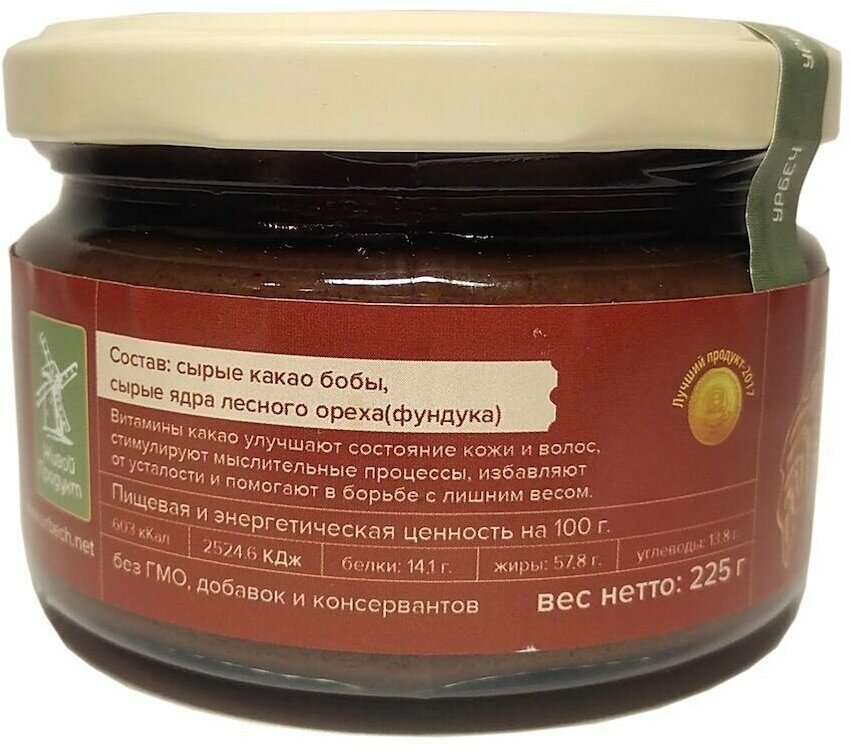 УРБЕЧ
Живой
продукт
urbech.net
Состав: сырые какао бобы,
сырые ядра лесного ореха(фундука)
Витамины какао улучшают состояние кожи и волос,
стимулируют мыслительные процессы, избавляют
от усталости и помогают в борьбе с лишним весом.
Пищевая и энергетическая ценность на 100 г.
603 кКал 2524.6 КДж белки: 14.1 г. жиры: 57.8 г. углеводы: 13.8 г.
без ГМО, добавок и консервантов
вес нетто: 225 г
Лучший продукт-2017